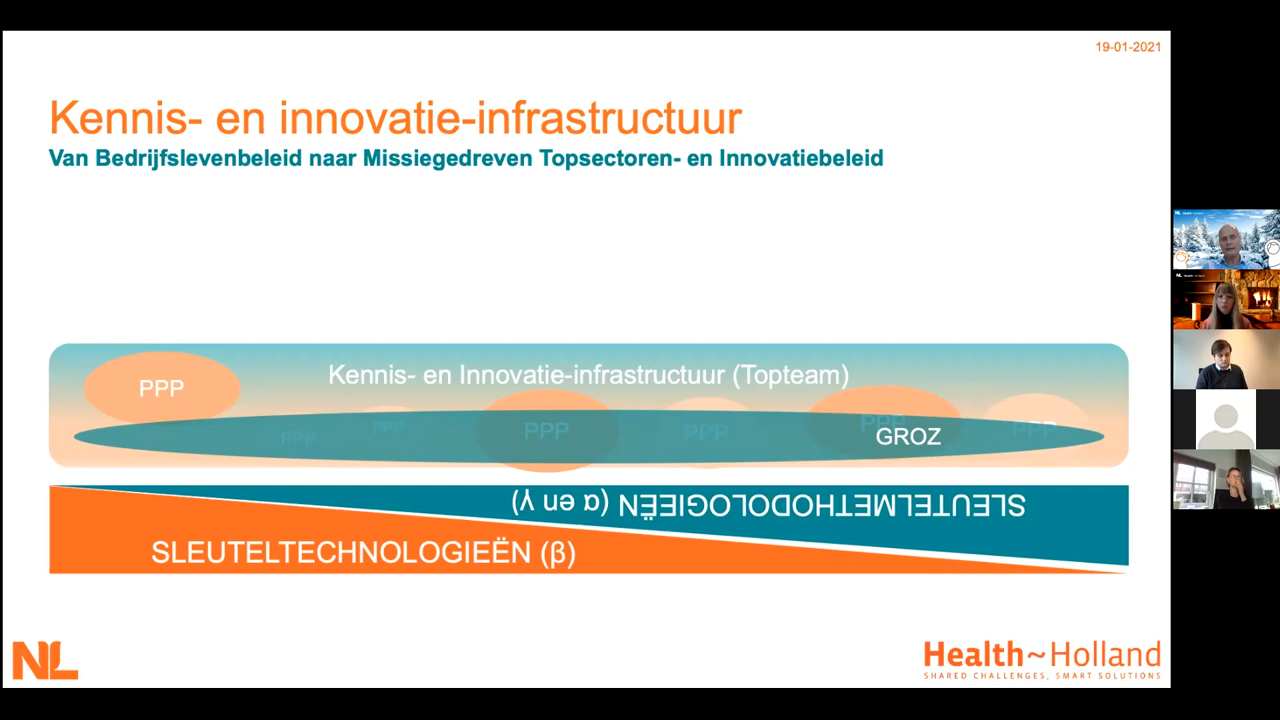 19-01-2021
Kennis- en innovatie-infrastructuur
Van Bedrijfslevenbeleid naar Missiegedreven Topsectoren- en Innovatiebeleid
Kennis- en Innovatie-infrastructuur (Topteam)
PPP
PPP
PPP
PPP
PPP
PPP
PPP
GROZ
SLEUTELMETHODOLOGIEËN (α en γ)
SLEUTELTECHNOLOGIEËN (β)
NL
Health~Holland
SHARED CHALLENGES, SMART SOLUTIONS